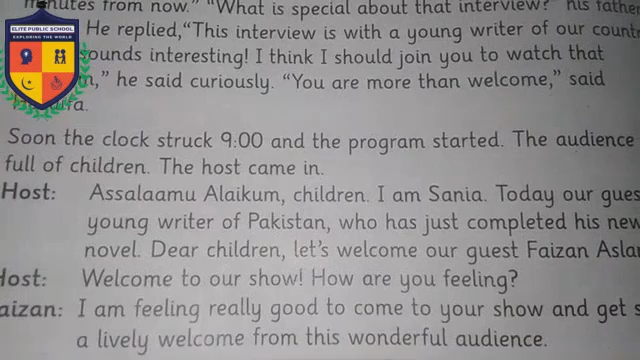 minutes from now." "What is special about that interview?" his father
ELITE PUBLIC SCHOOL
EXPLORING THE WORLD
He replied,"This interview is with a young writer of our
sounds interesting! I think I should join you to watch that
he said curiously. "You are more than welcome," said
Soon the clock struck 9:00 and the program started. The audience
full of children. The host came in.
Host: Assalaamu Alaikum, children. I am Sania. Today our
young writer of Pakistan, who has just completed his new
novel. Dear children, let's welcome our guest Faizan
Host: Welcome to our show! How are you feeling?
aizan: I am feeling really good to come to your show and get
a lively welcome from this wonderful audience.